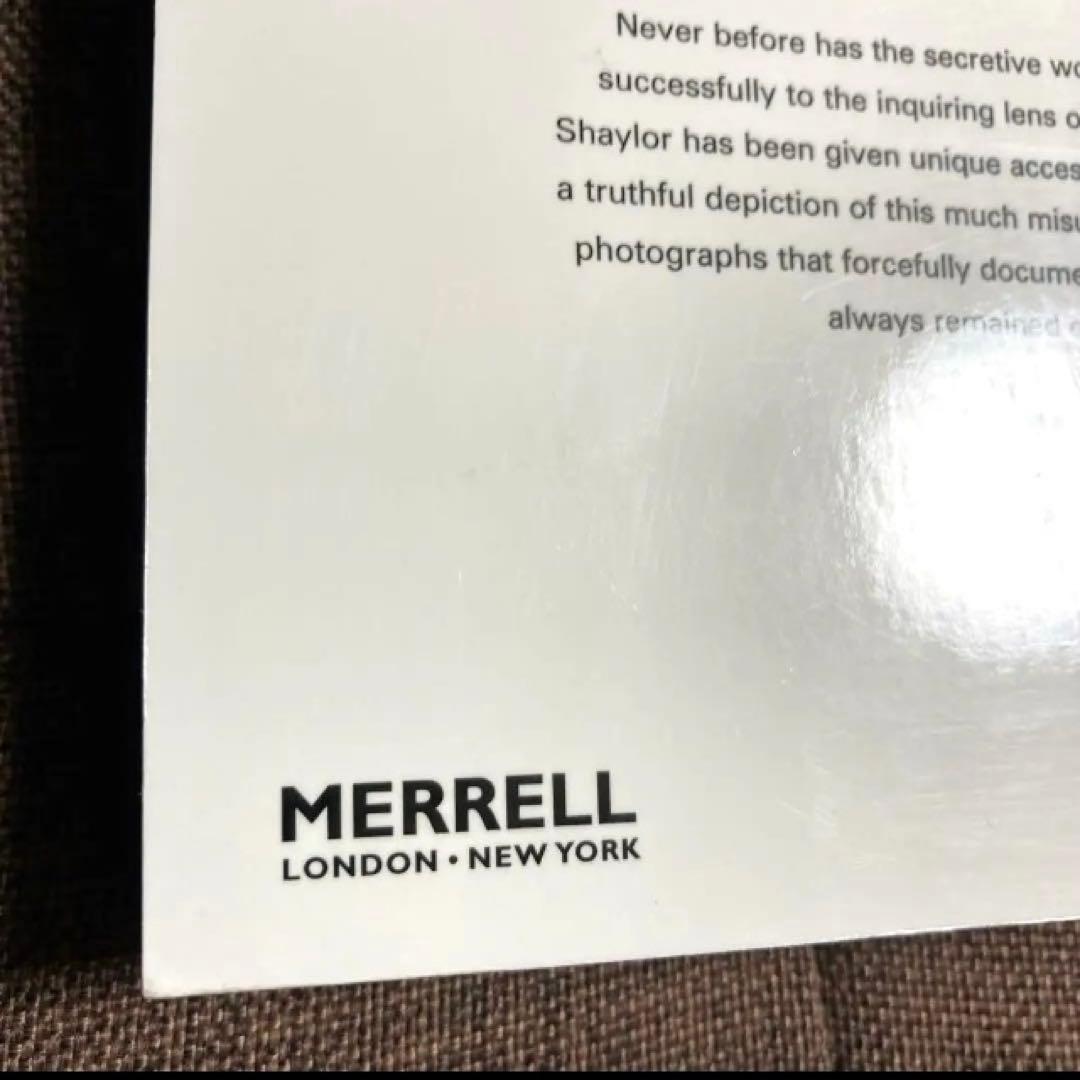 Never before has the secretive
successfully to the inquiring lens
Shaylor has been given unique
a truthful depiction of this much
photographs that forcefully
always remained
MERRELL
LONDON • NEW YORK